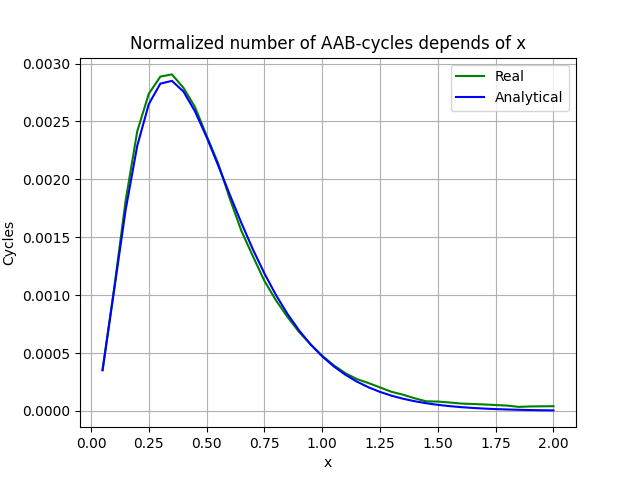 Normalized number of AAB-cycles depends of x
Real
Analytical
Cycles
0.0030
0.0025
0.0020
0.0015
0.0010
0.0005
0.0000
0.00 0.25 0.50 0.75 1.00 1.25 1.50 1.75 2.00
x